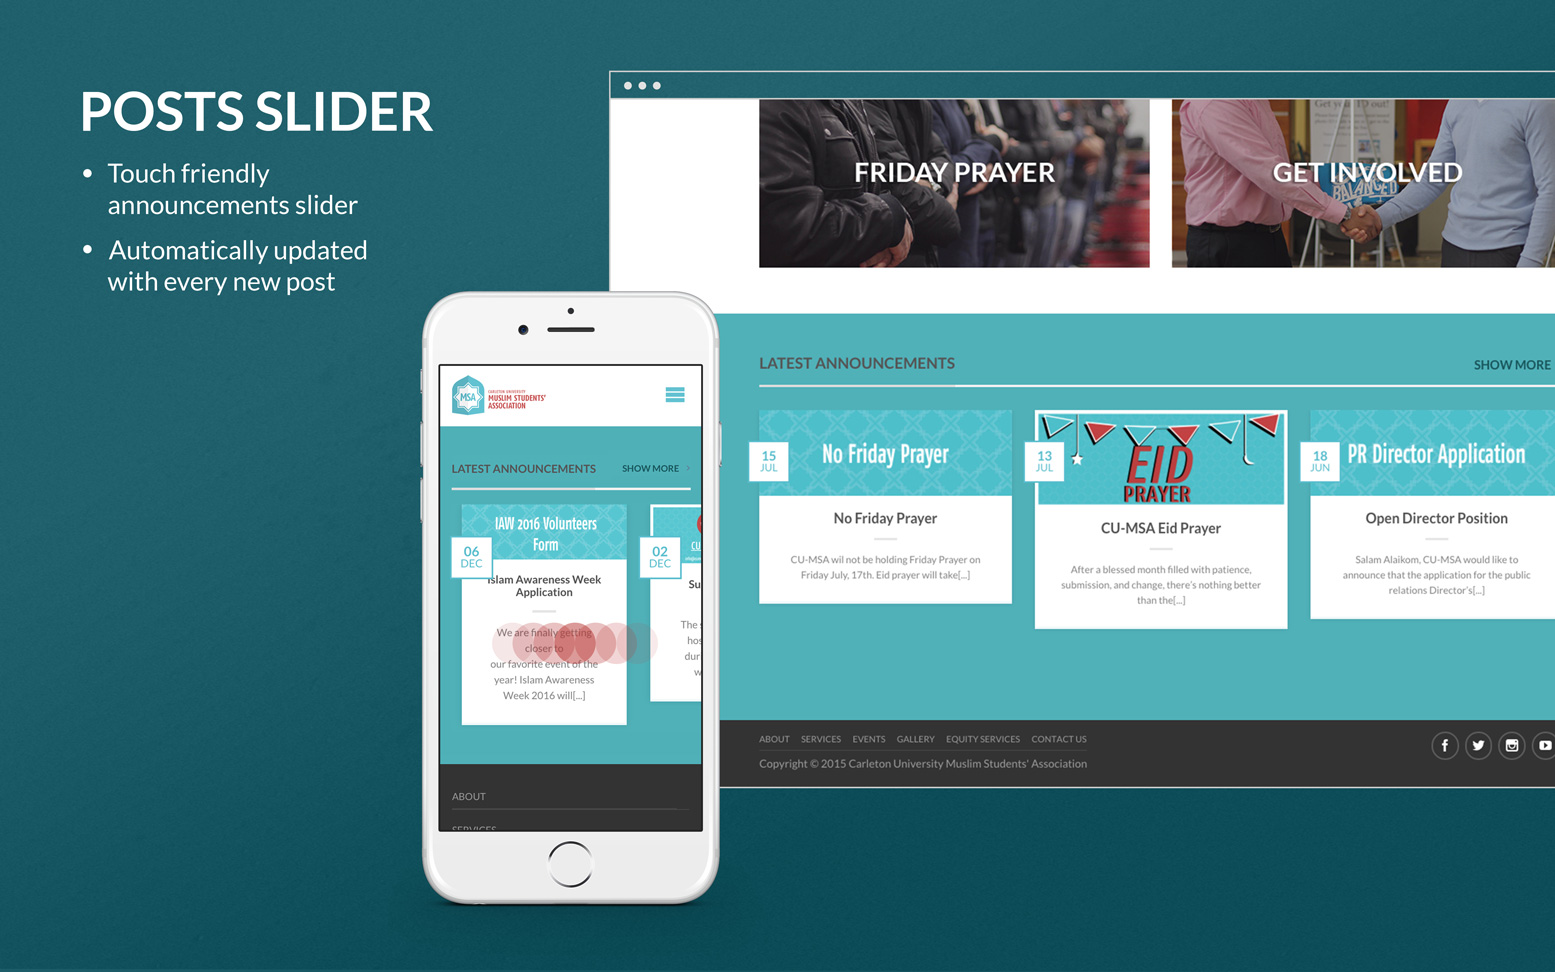 POSTS SLIDER
• Touch friendly
announcements slider
• Automatically updated
with every new post
FRIDAY PRAYER
GET INVOLVED
BALANCED
LATEST ANNOUNCEMENTS
SHOW MORE
15
JUL
No Friday Prayer
No Friday Prayer
CU-MSA wil not be holding Friday Prayer on
Friday July, 17th. Eid prayer will take[...]
13
JUL
EID
PRAYER
CU-MSA Eid Prayer
After a blessed month filled with patience,
submission, and change, there's nothing better
than the[...]
18
JUN
PR Director Application
Open Director Position
Salam Alaikom, CU-MSA would like to
announce that the application for the public
relations Director's[...]
ABOUT SERVICES EVENTS GALLERY EQUITY SERVICES CONTACT US
Copyright © 2015 Carleton University Muslim Students' Association
MSA
CARLETON UNIVERSITY
MUSLIM STUDENTS'
ASSOCIATION
LATEST ANNOUNCEMENTS
SHOW MORE >
IAW 2016 Volunteers
Form
06
DEC
Islam Awareness Week
Application
We are finally getting
closer to
our favorite event of the
year! Islam Awareness
Week 2016 will[...]
02
DEC
CU
Su
The s
hos
dur
w
ABOUT
SERVICES